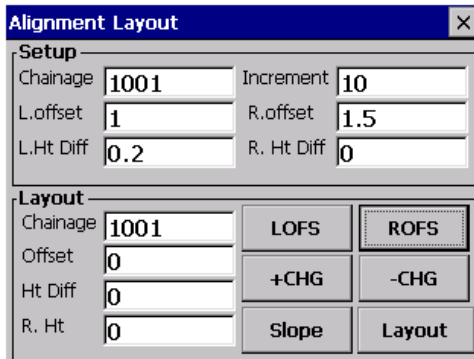 Alignment Layout
Setup
Chainage 1001 Increment 10
L.offset 1 R.offset 1.5
L.Ht Diff 0.2 R. Ht Diff 0
Layout
Chainage 1001 LOFS ROFS
Offset 0
Ht Diff 0 +CHG -CHG
R. Ht 0 Slope Layout